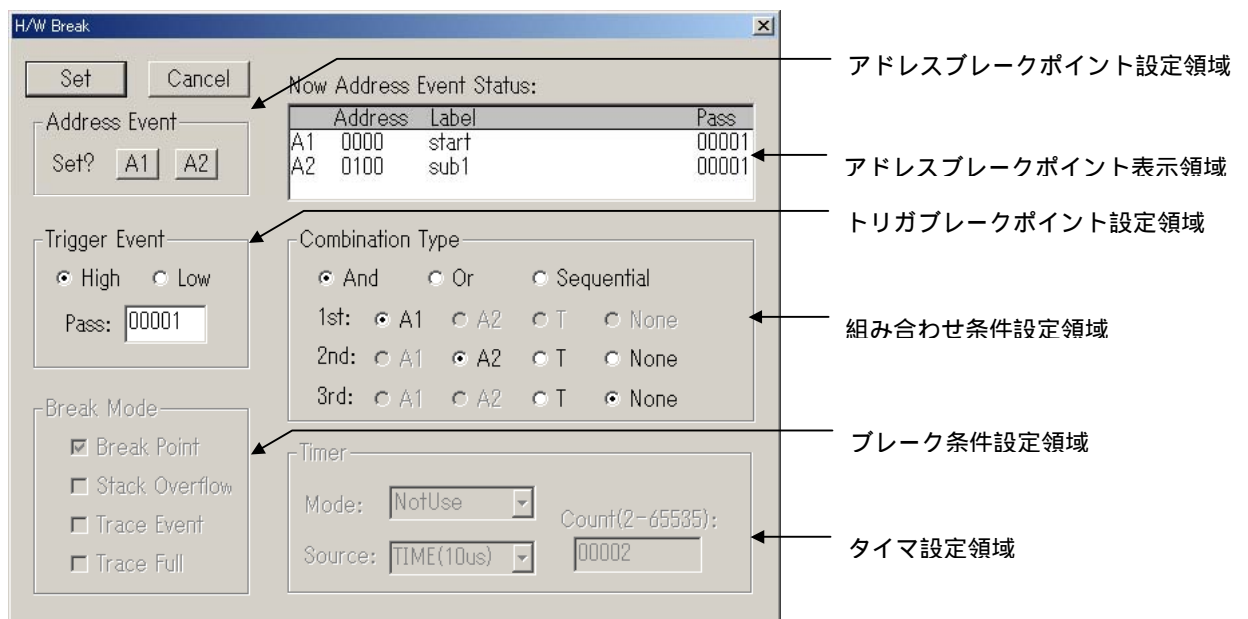 H/W Break
Set Cancel
Address Event
Set? A1 A2
Now Address Event Status:
Address Label Pass
A1 0000 start 00001
A2 0100 sub1 00001
Trigger Event
High Low
Pass: 00001
Combination Type
And Or Sequential
1st: A1 A2 T None
2nd: A1 A2 T None
3rd: A1 A2 T None
Break Mode
Break Point
Stack Overflow
Trace Event
Trace Full
Timer
Mode: NotUse
Source: TIME(10us)
Count(2-65535):
00002
アドレスブレークポイント設定領域
アドレスブレークポイント表示領域
トリガブレークポイント設定領域
組み合わせ条件設定領域
ブレーク条件設定領域
タイマ設定領域